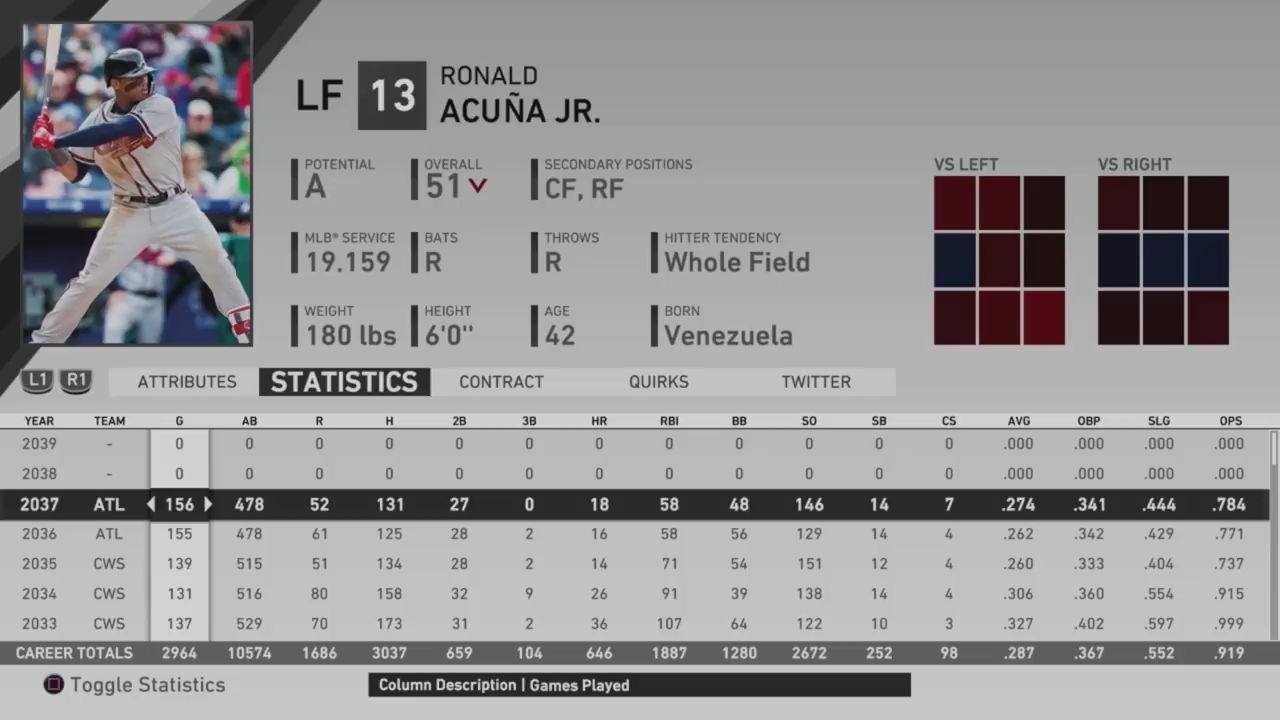 LF 13 RONALD
ACUÑA JR.
POTENTIAL OVERALL SECONDARY POSITIONS VS LEFT VS RIGHT
A 51 CF, RF
MLB® SERVICE BATS THROWS HITTER TENDENCY
19.159 R R Whole Field
WEIGHT HEIGHT AGE BORN
180 lbs 6'0" 42 Venezuela
L1 R1 ATTRIBUTES STATISTICS CONTRACT QUIRKS TWITTER
YEAR TEAM G AB R H 2B 3B HR RBI BB SO SB CS AVG OBP SLG OPS
2039 - 0 0 0 0 0 0 0 0 0 0 0 0 .000 .000 .000 .000
2038 - 0 0 0 0 0 0 0 0 0 0 0 0 .000 .000 .000 .000
2037 ATL 156 478 52 131 27 0 18 58 48 146 14 7 .274 .341 .444 .784
2036 ATL 155 478 61 125 28 2 16 58 56 129 14 4 .262 .342 .429 .771
2035 CWS 139 515 51 134 28 2 14 71 54 151 12 4 .260 .333 .404 .737
2034 CWS 131 516 80 158 32 9 26 91 39 138 14 4 .306 .360 .554 .915
2033 CWS 137 529 70 173 31 2 36 107 64 122 10 3 .327 .402 .597 .999
CAREER TOTALS 2964 10574 1686 3037 659 104 646 1887 1280 2672 252 98 .287 .367 .552 .919
Toggle Statistics Column Description | Games Played